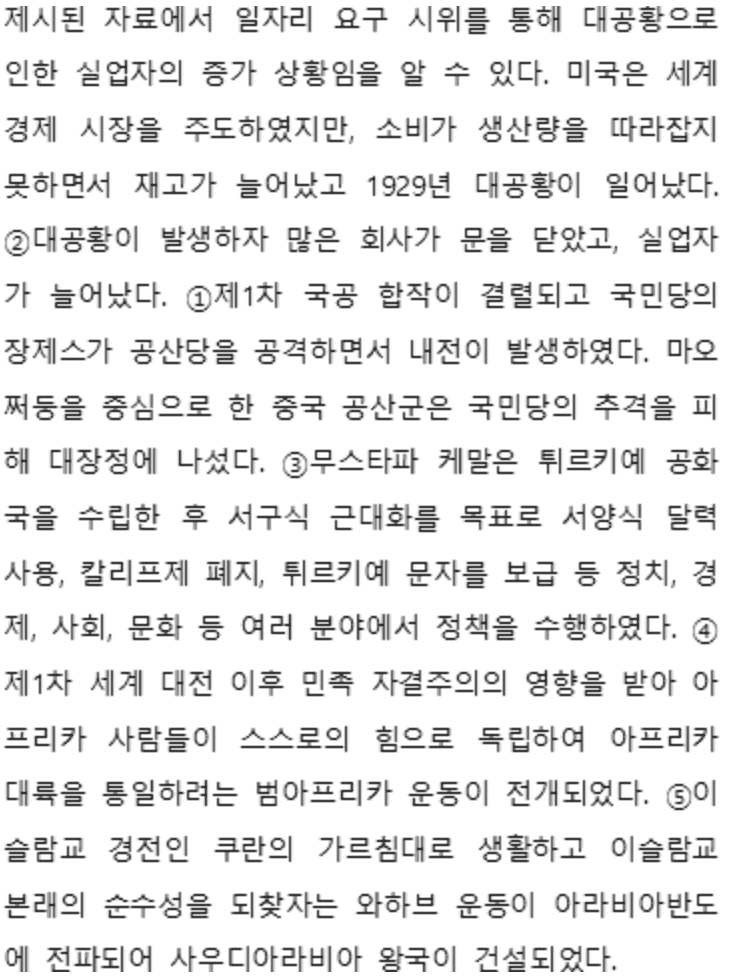 제시된 자료에서 일자리 요구 시위를 통해 대공황으로
인한 실업자의 증가 상황임을 알 수 있다. 미국은 세계
경제 시장을 주도하였지만, 소비가 생산량을 따라잡지
못하면서 재고가 늘어났고 1929년 대공황이 일어났다.
②대공황이 발생하자 많은 회사가 문을 닫았고, 실업자
가 늘어났다. ①제1차 국공 합작이 결렬되고 국민당의
장제스가 공산당을 공격하면서 내전이 발생하였다. 마오
쩌둥을 중심으로 한 중국 공산군은 국민당의 추격을 피
해 대장정에 나섰다. ③무스타파 케말은 튀르키예 공화
국을 수립한 후 서구식 근대화를 목표로 서양식 달력
사용, 칼리프제 폐지, 튀르키예 문자를 보급 등 정치, 경
제, 사회, 문화 등 여러 분야에서 정책을 수행하였다. ④
제1차 세계 대전 이후 민족 자결주의의 영향을 받아 아
프리카 사람들이 스스로의 힘으로 독립하여 아프리카
대륙을 통일하려는 범아프리카 운동이 전개되었다. ⑤이
슬람교 경전인 쿠란의 가르침대로 생활하고 이슬람교
본래의 순수성을 되찾자는 와하브 운동이 아라비아반도
에 전파되어 사우디아라비아 왕국이 건설되었다.